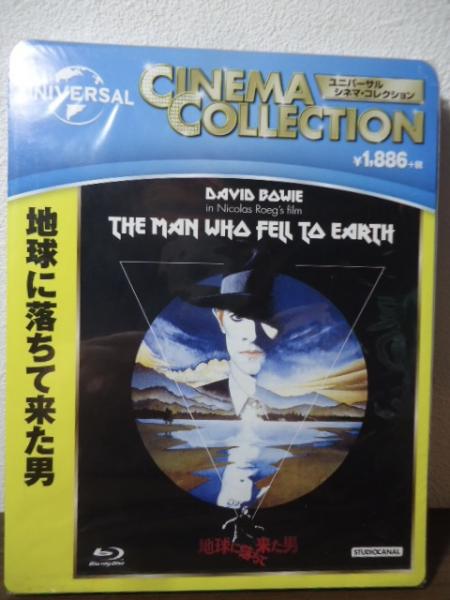 UNIVERSAL
CINEMA
COLLECTION
ユニバーサル
シネマ・コレクション
¥1,886+税
地球に落ちて来た男
DAVID BOWIE
in Nicolas Roeg's film
THE MAN WHO FELL TO EARTH
地球に落ちて来た男
Blu-ray Disc
STUDIOCANAL